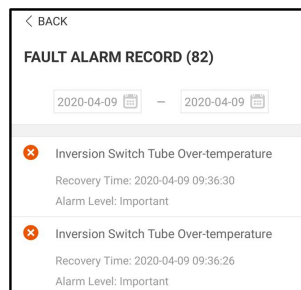 < BACK
FAULT ALARM RECORD (82)
2020-04-09 – 2020-04-09
Inversion Switch Tube Over-temperature
Recovery Time: 2020-04-09 09:36:30
Alarm Level: Important
Inversion Switch Tube Over-temperature
Recovery Time: 2020-04-09 09:36:26
Alarm Level: Important